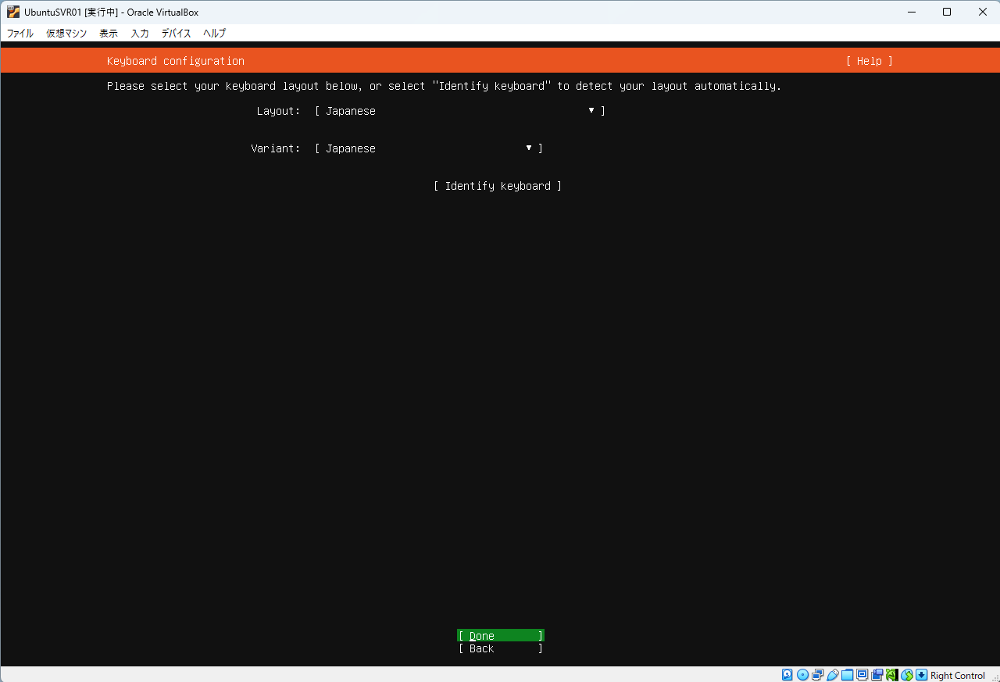 UbuntuSVR01 [実行中] - Oracle VirtualBox
ファイル 仮想マシン 表示 入力 デバイス ヘルプ
Keyboard configuration [ Help ]
Please select your keyboard layout below, or select "Identify keyboard" to detect your layout automatically.
Layout: [ Japanese ▾ ]
Variant: [ Japanese ▾ ]
[ Identify keyboard ]
[ Done ]
[ Back ]
Right Control